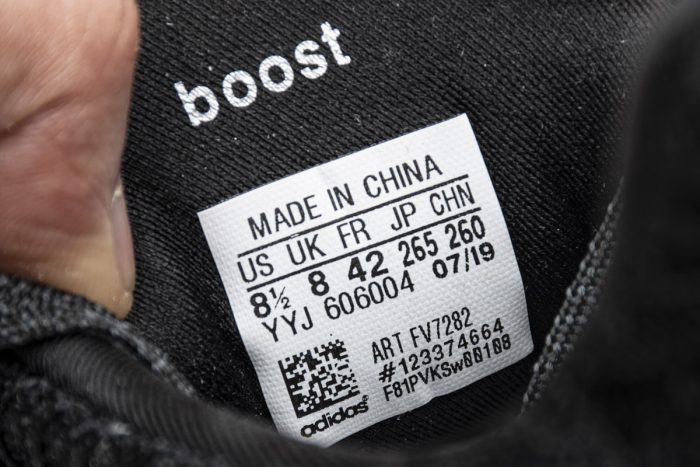 boost
MADE IN CHINA
US UK FR JP CHN
8½ 8 42 265 260
YYJ 606004 07/19
ART FV7282
#123374664
F81PVKSw00108
adidas